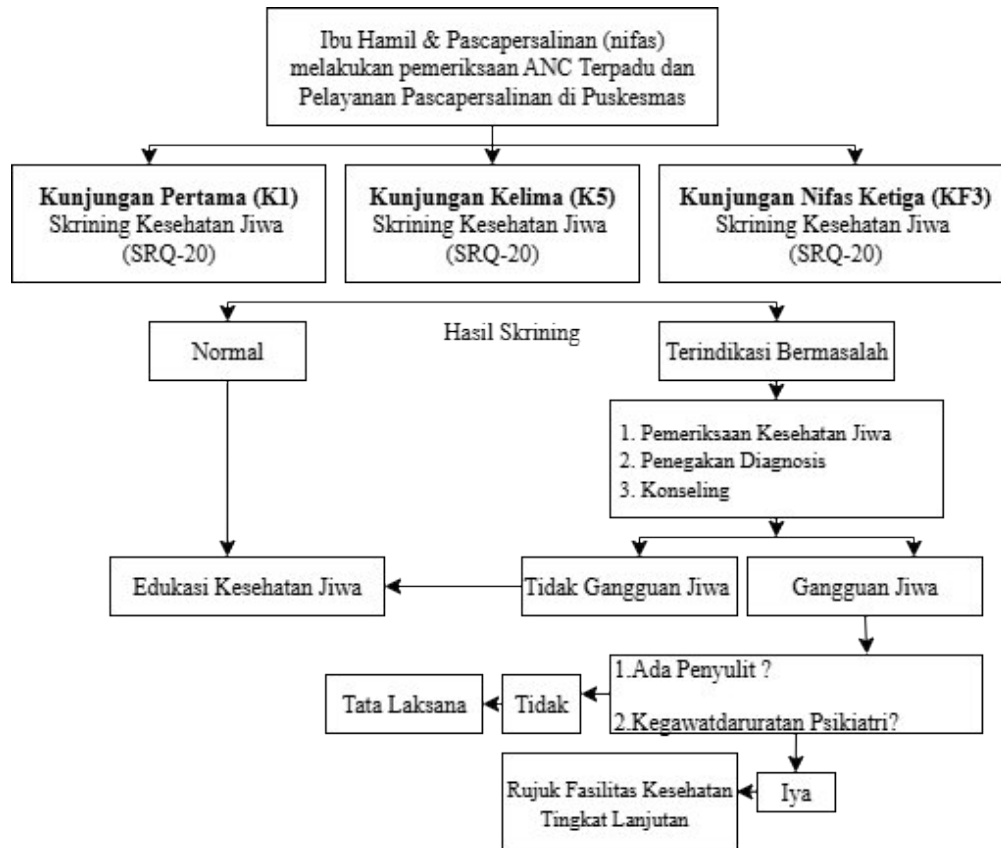 Ibu Hamil & Pascapersalinan (nifas)
melakukan pemeriksaan ANC Terpadu dan
Pelayanan Pascapersalinan di Puskesmas
Kunjungan Pertama (K1)
Skrining Kesehatan Jiwa
(SRQ-20)
Kunjungan Kelima (K5)
Skrining Kesehatan Jiwa
(SRQ-20)
Kunjungan Nifas Ketiga (KF3)
Skrining Kesehatan Jiwa
(SRQ-20)
Hasil Skrining
Normal
Terindikasi Bermasalah
1. Pemeriksaan Kesehatan Jiwa
2. Penegakan Diagnosis
3. Konseling
Edukasi Kesehatan Jiwa
Tidak Gangguan Jiwa
Gangguan Jiwa
1.Ada Penyulit ?
2.Kegawatdaruratan Psikiatri?
Tidak
Tata Laksana
Iya
Rujuk Fasilitas Kesehatan
Tingkat Lanjutan